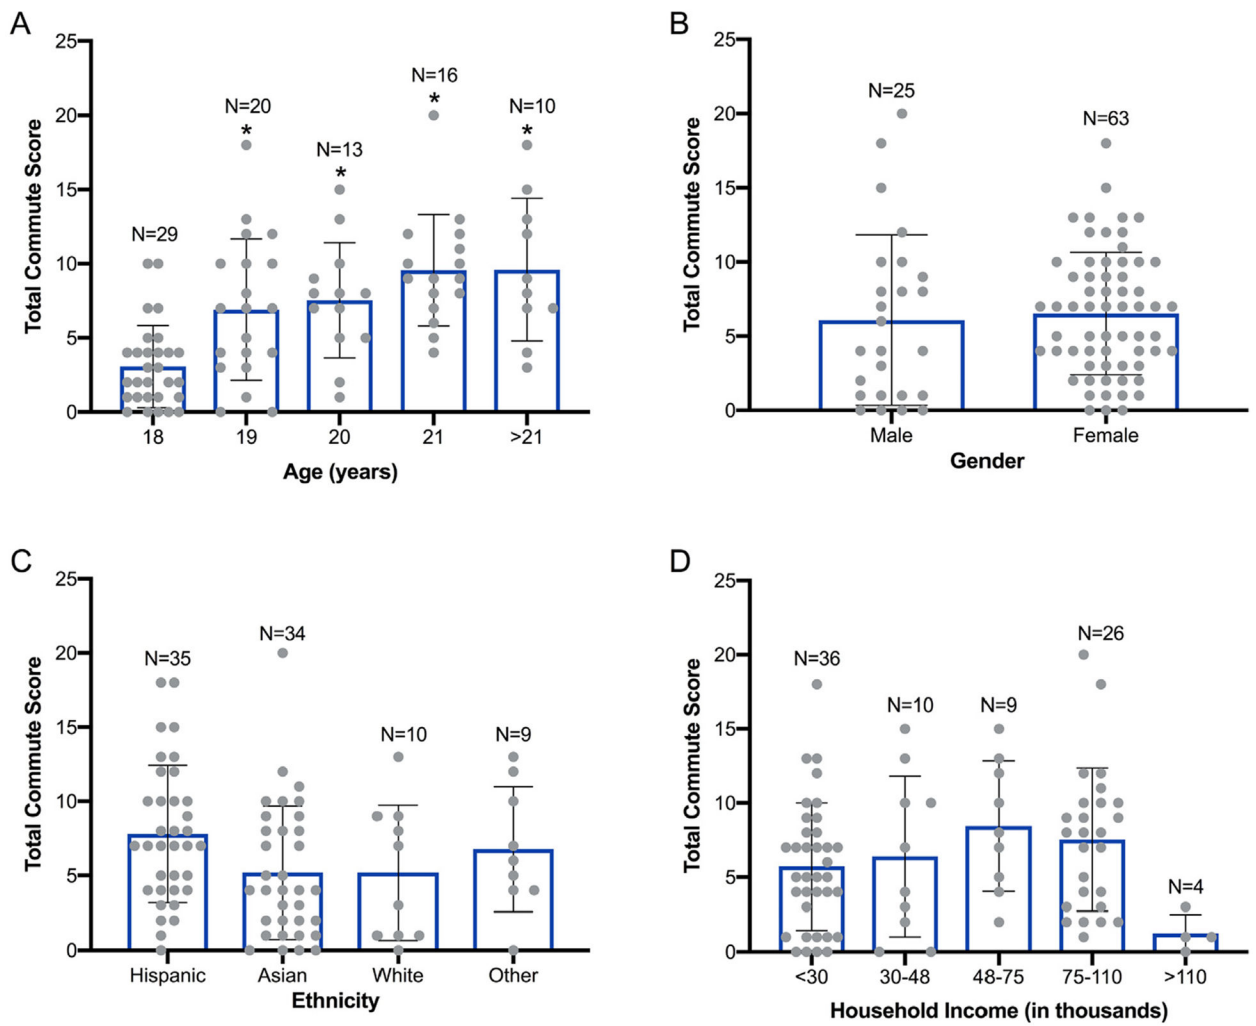 A
Total Commute Score
25
20
15
10
5
0
N=29
N=20
*
N=13
*
N=16
*
N=10
*
18
19
20
21
>21
Age (years)
B
Total Commute Score
25
20
15
10
5
0
N=25
N=63
Male
Female
Gender
C
Total Commute Score
25
20
15
10
5
0
N=35
N=34
N=10
N=9
Hispanic
Asian
White
Other
Ethnicity
D
Total Commute Score
25
20
15
10
5
0
N=36
N=10
N=9
N=26
N=4
<30
30-48
48-75
75-110
>110
Household Income (in thousands)